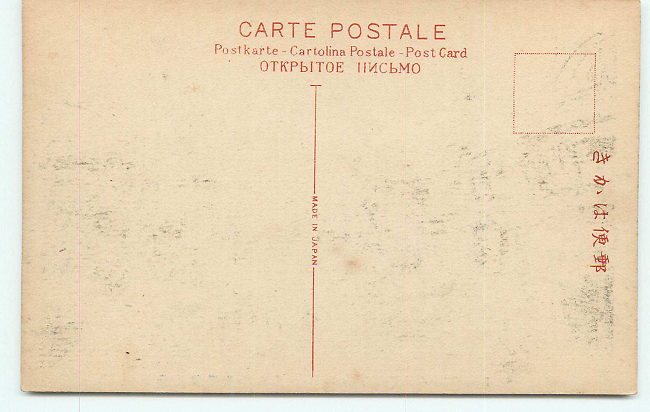 CARTE POSTALE
Postkarte - Cartolina Postale - Post Card
ОТКРЫТОЕ ПИСЬМО
MADE IN JAPAN
きかは便郵